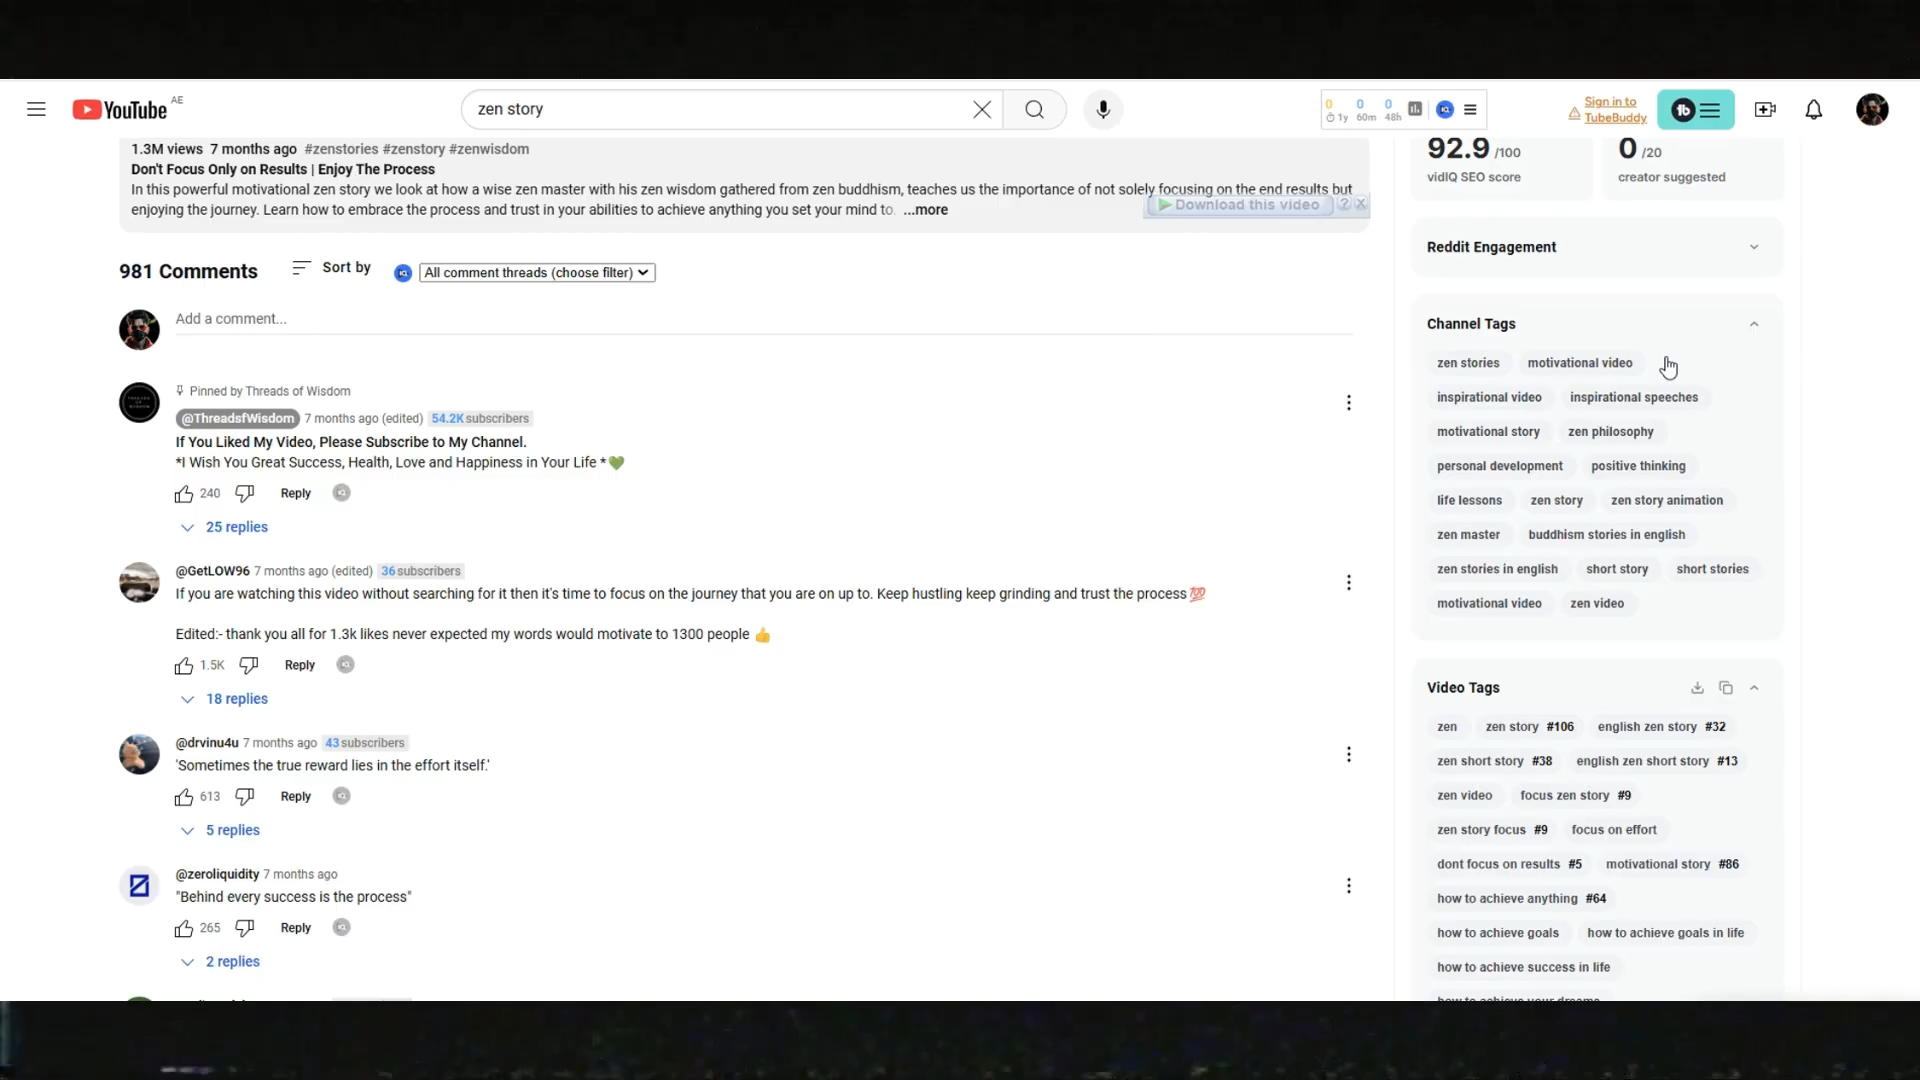 YouTube AE
zen story
0 0 0
1y 60m 48h
Sign in to
TubeBuddy
1.3M views 7 months ago #zenstories #zenstory #zenwisdom
Don't Focus Only on Results | Enjoy The Process
In this powerful motivational zen story we look at how a wise zen master with his zen wisdom gathered from zen buddhism, teaches us the importance of not solely focusing on the end results but
enjoying the journey. Learn how to embrace the process and trust in your abilities to achieve anything you set your mind to. ...more
Download this video ? X
981 Comments Sort by All comment threads (choose filter)
Add a comment...
Pinned by Threads of Wisdom
@ThreadsfWisdom 7 months ago (edited) 54.2K subscribers
If You Liked My Video, Please Subscribe to My Channel.
*I Wish You Great Success, Health, Love and Happiness in Your Life *💚
240 Reply
25 replies
@GetLOW96 7 months ago (edited) 36 subscribers
If you are watching this video without searching for it then it's time to focus on the journey that you are on up to. Keep hustling keep grinding and trust the process💯
Edited:- thank you all for 1.3k likes never expected my words would motivate to 1300 people 👍
1.5K Reply
18 replies
@drvinu4u 7 months ago 43 subscribers
'Sometimes the true reward lies in the effort itself.'
613 Reply
5 replies
@zeroliquidity 7 months ago
"Behind every success is the process"
265 Reply
2 replies
92.9 /100 0 /20
vidIQ SEO score creator suggested
Reddit Engagement
Channel Tags
zen stories motivational video
inspirational video inspirational speeches
motivational story zen philosophy
personal development positive thinking
life lessons zen story zen story animation
zen master buddhism stories in english
zen stories in english short story short stories
motivational video zen video
Video Tags
zen zen story #106 english zen story #32
zen short story #38 english zen short story #13
zen video focus zen story #9
zen story focus #9 focus on effort
dont focus on results #5 motivational story #86
how to achieve anything #64
how to achieve goals how to achieve goals in life
how to achieve success in life
how to achieve your dreams